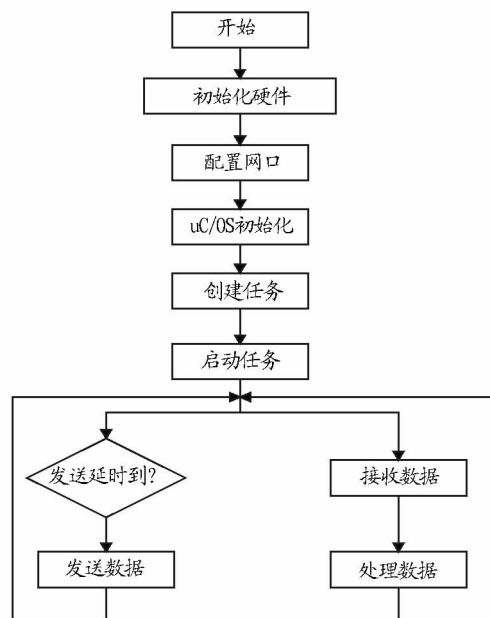 开始
初始化硬件
配置网口
uC/OS初始化
创建任务
启动任务
发送延时到?
接收数据
发送数据
处理数据